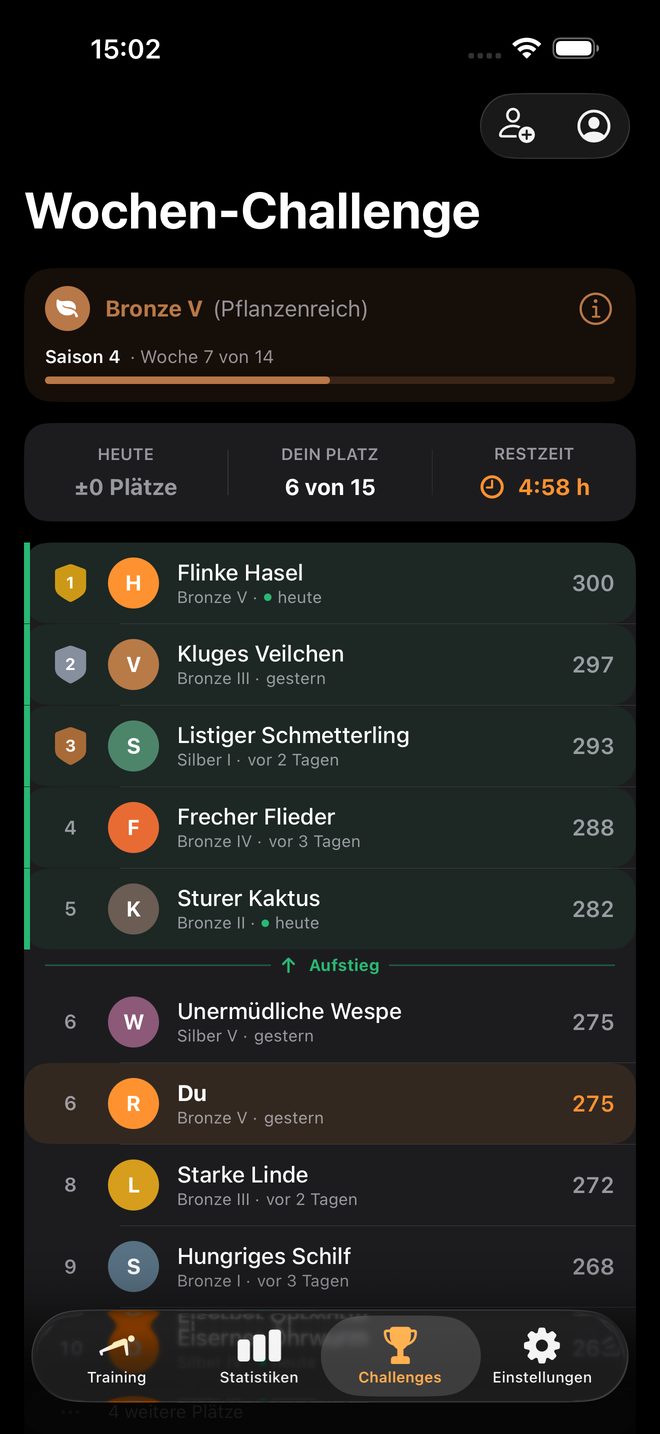 15:02
Wochen-Challenge
Bronze V (Pflanzenreich)
Saison 4 · Woche 7 von 14
HEUTE
±0 Plätze
DEIN PLATZ
6 von 15
RESTZEIT
4:58 h
1 H Flinke Hasel 300
Bronze V · heute
2 V Kluges Veilchen 297
Bronze III · gestern
3 S Listiger Schmetterling 293
Silber I · vor 2 Tagen
4 F Frecher Flieder 288
Bronze IV · vor 3 Tagen
5 K Sturer Kaktus 282
Bronze II · heute
↑ Aufstieg
6 W Unermüdliche Wespe 275
Silber V · gestern
6 R Du 275
Bronze V · gestern
8 L Starke Linde 272
Bronze III · vor 2 Tagen
9 S Hungriges Schilf 268
Bronze I · vor 3 Tagen
10
Training
Statistiken
Challenges
Einstellungen
··· 4 weitere Plätze